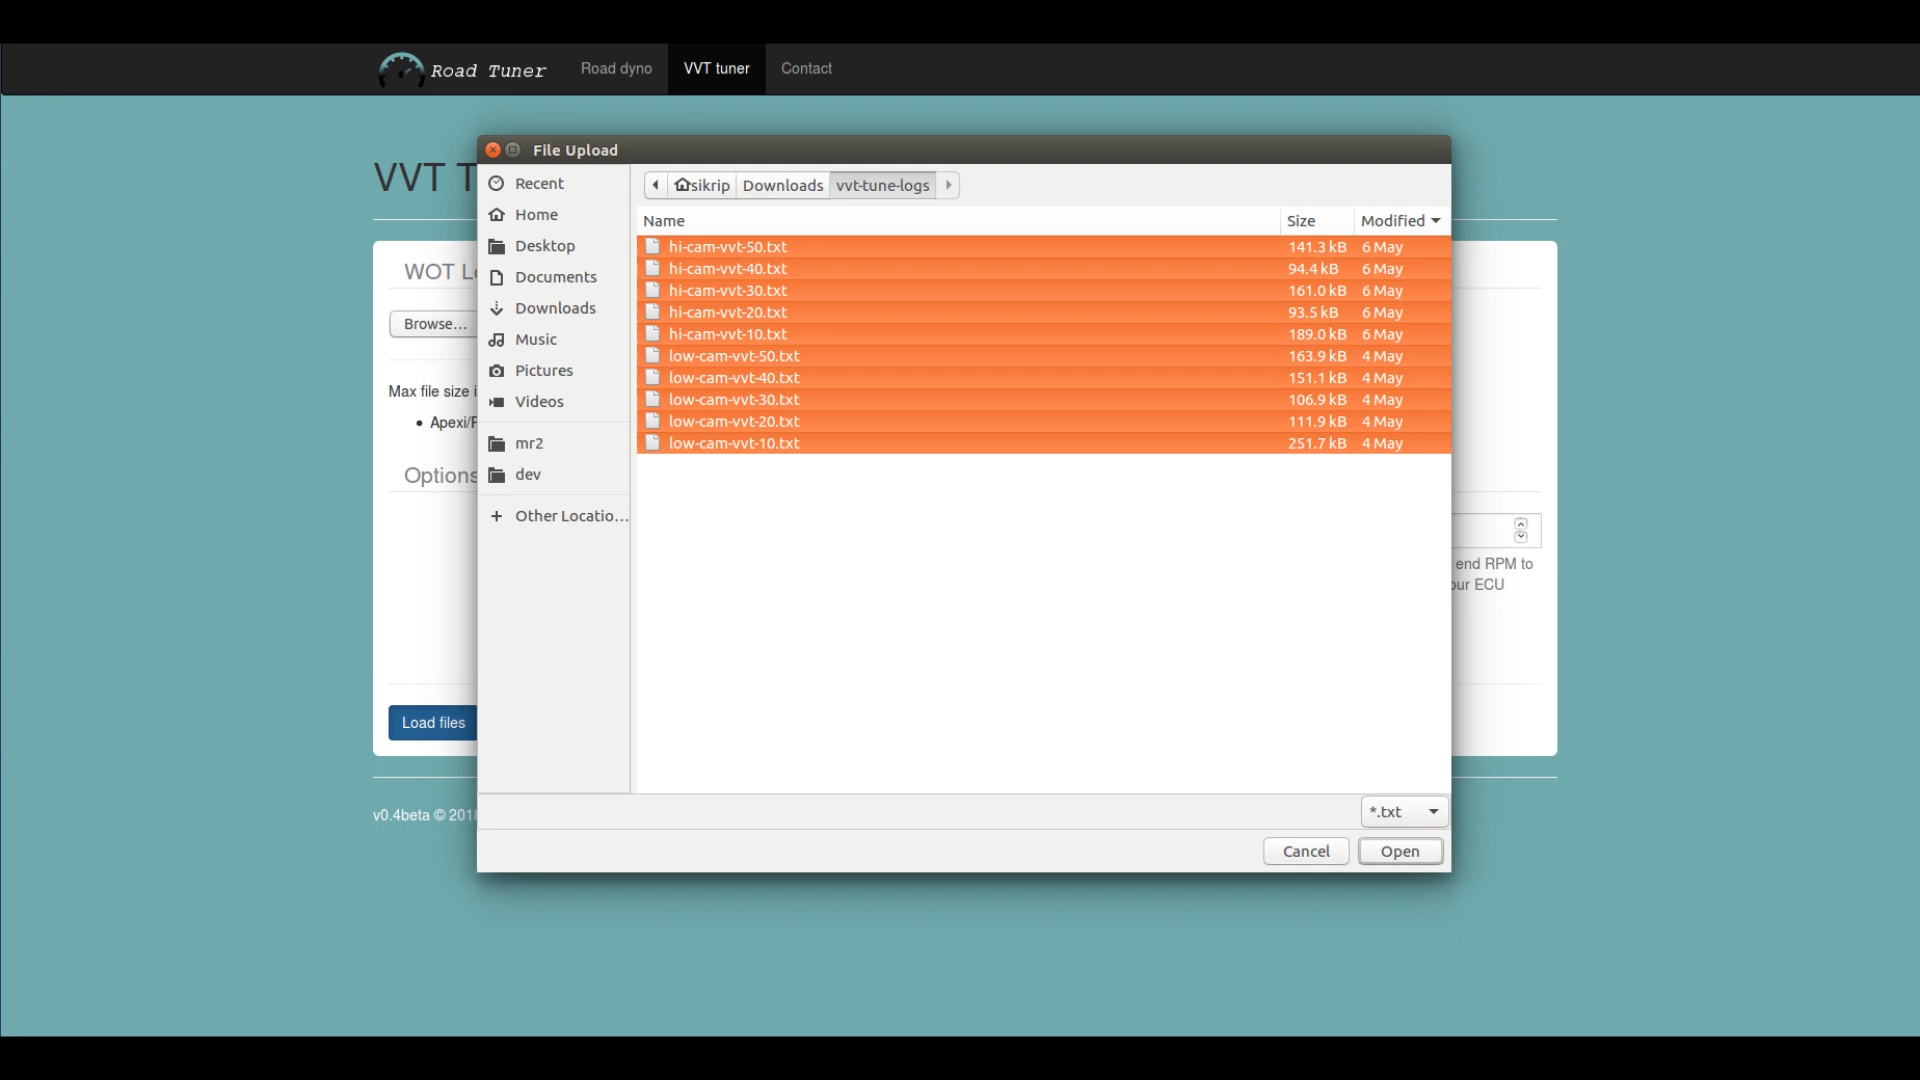 Road Tuner Road dyno VVT tuner Contact
VVT T
File Upload
Recent
Home
Desktop
Documents
Downloads
Music
Pictures
Videos
mr2
dev
Other Locatio...
sikrip Downloads vvt-tune-logs
Name Size Modified
hi-cam-vvt-50.txt 141.3 kB 6 May
hi-cam-vvt-40.txt 94.4 kB 6 May
hi-cam-vvt-30.txt 161.0 kB 6 May
hi-cam-vvt-20.txt 93.5 kB 6 May
hi-cam-vvt-10.txt 189.0 kB 6 May
low-cam-vvt-50.txt 163.9 kB 4 May
low-cam-vvt-40.txt 151.1 kB 4 May
low-cam-vvt-30.txt 106.9 kB 4 May
low-cam-vvt-20.txt 111.9 kB 4 May
low-cam-vvt-10.txt 251.7 kB 4 May
*.txt
Cancel Open
WOT L
Browse...
Max file size i
• Apexi/
Options
end RPM to
ur ECU
Load files
v0.4beta © 201